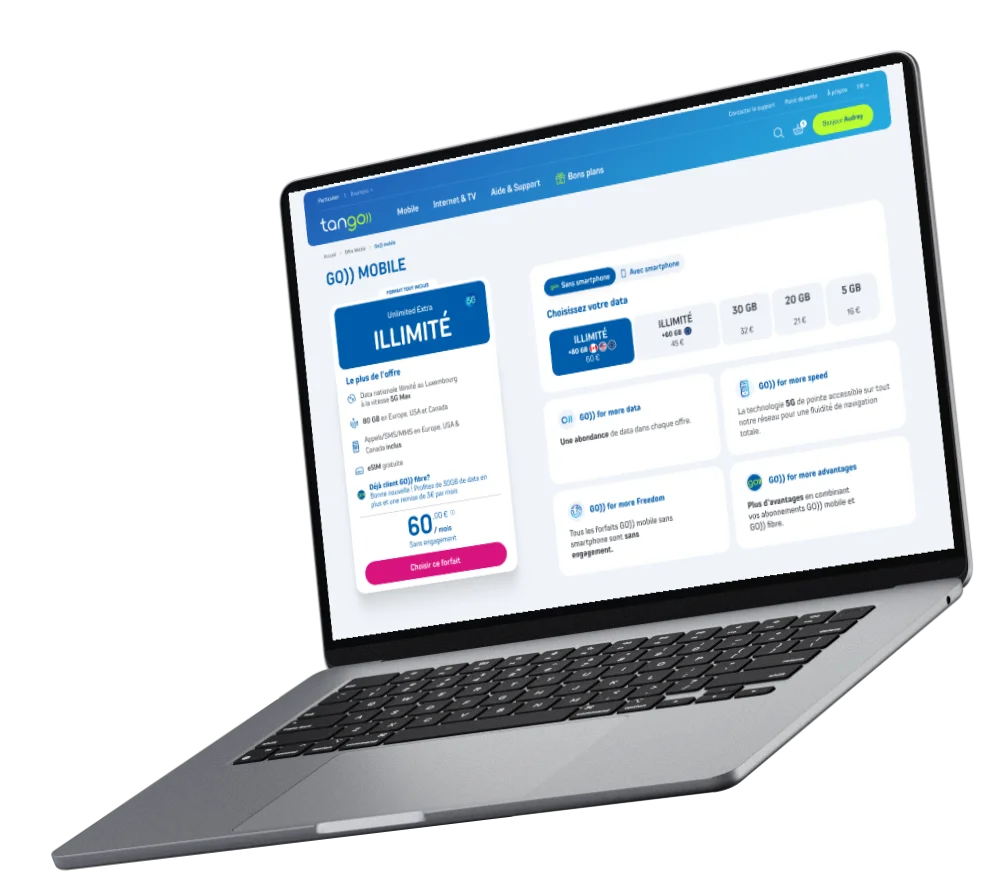 Particulier | Business
Contacter le support Point de vente À propos FR
tango))
Mobile Internet & TV Aide & Support Bons plans
1
Bonjour Audrey
Accueil Offre Mobile GO)) mobile
GO)) MOBILE
FORFAIT TOUT INCLUS
Unlimited Extra
5G
ILLIMITÉ
Le plus de l'offre
Data nationale illimité au Luxembourg
à la vitesse 5G Max
80 GB en Europe, USA et Canada
Appels/SMS/MMS en Europe, USA &
Canada inclus
eSIM gratuite
Déjà client GO)) fibre?
Bonne nouvelle ! Profitez de 30GB de data en
plus et une remise de 5€ par mois
60,00 €
/ mois
Sans engagement
Choisir ce forfait
Sans smartphone
Avec smartphone
Choisissez votre data
ILLIMITÉ
+80 GB
60 €
ILLIMITÉ
+60 GB
45 €
30 GB
32 €
20 GB
21 €
5 GB
16 €
GO)) for more data
Une abondance de data dans chaque offre.
GO)) for more speed
La technologie 5G de pointe accessible sur tout
notre réseau pour une fluidité de navigation
totale.
GO)) for more Freedom
Tous les forfaits GO)) mobile sans
smartphone sont sans
engagement.
GO)) for more advantages
Plus d'avantages en combinant
vos abonnements GO)) mobile et
GO)) fibre.